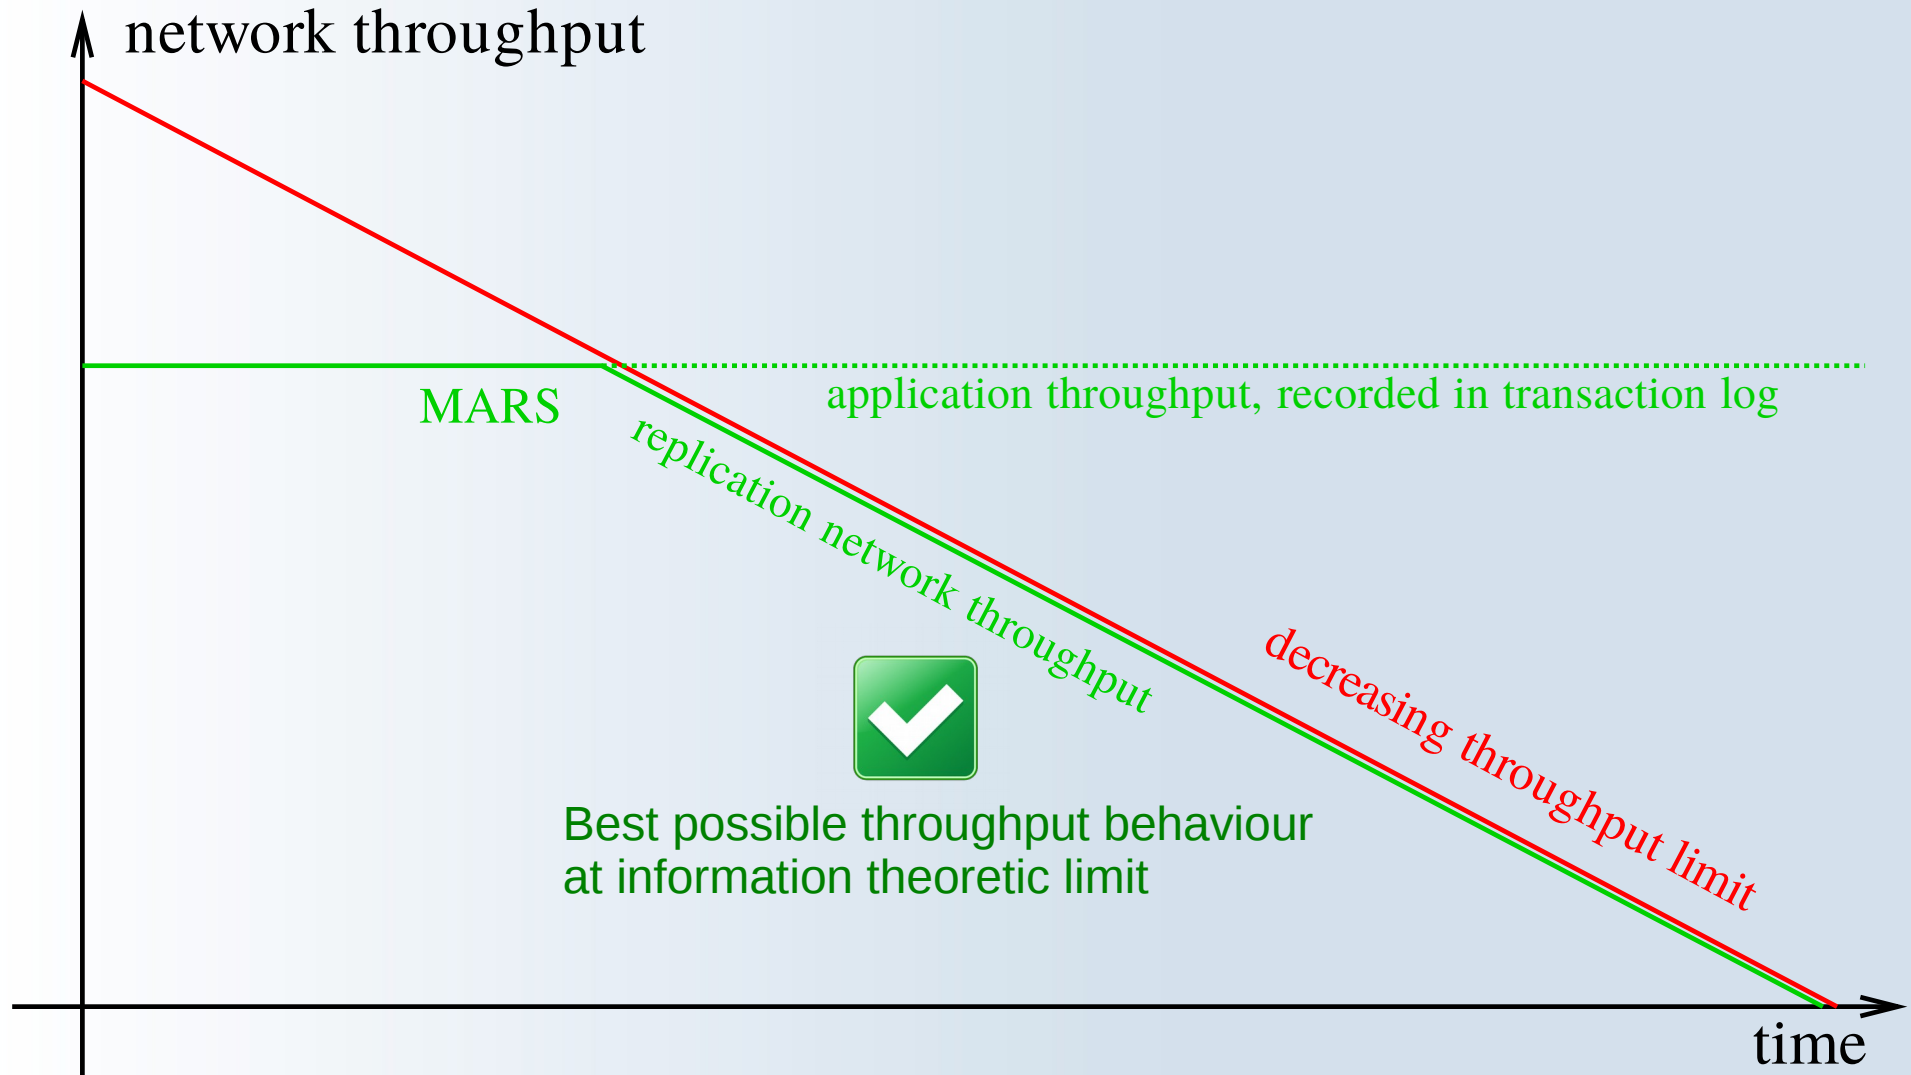 network throughput
MARS
application throughput, recorded in transaction log
replication network throughput
decreasing throughput limit
Best possible throughput behaviour
at information theoretic limit
time